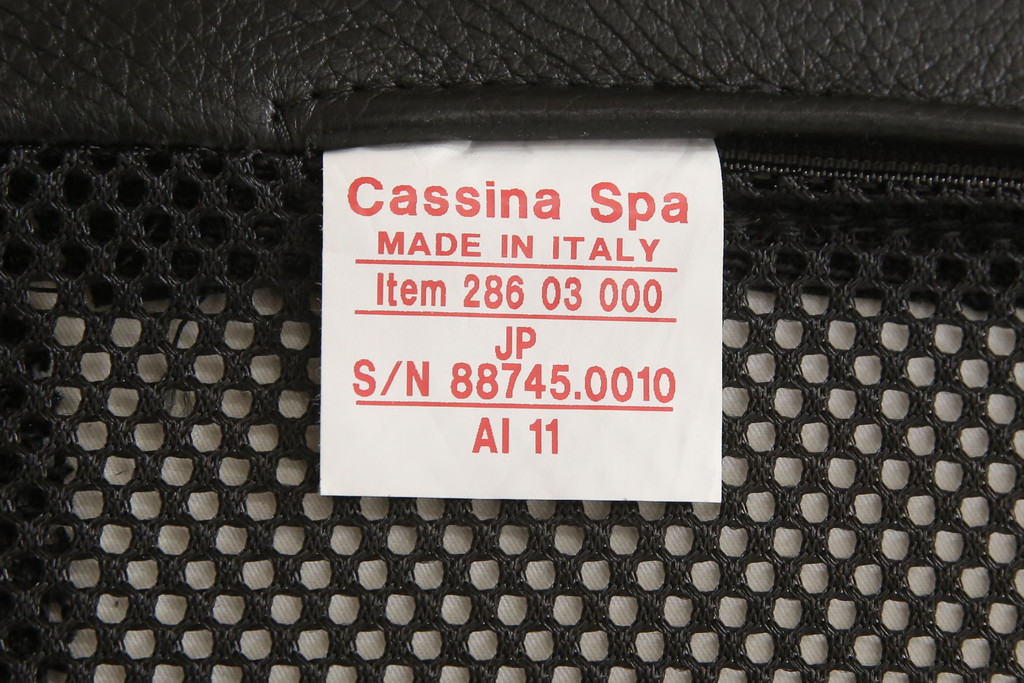 Cassina Spa
MADE IN ITALY
Item 286 03 000
JP
S/N 88745.0010
AI 11